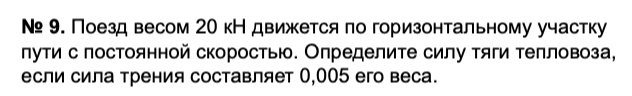 № 9. Поезд весом 20 кН движется по горизонтальному участку
пути с постоянной скоростью. Определите силу тяги тепловоза,
если сила трения составляет 0,005 его веса.